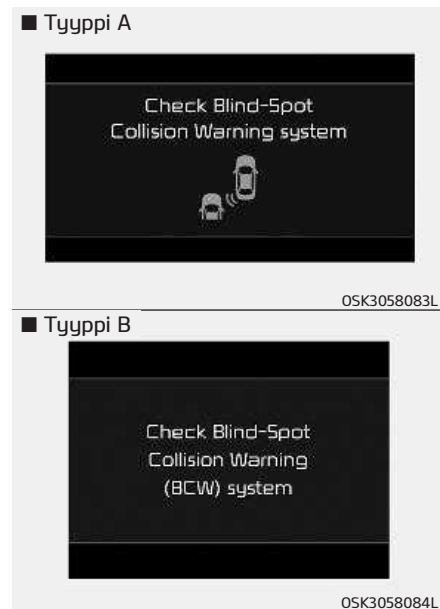 ■ Tyyppi A
Check Blind-Spot
Collision Warning system
OSK3058083L
■ Tyyppi B
Check Blind-Spot
Collision Warning
(BCW) system
OSK3058084L